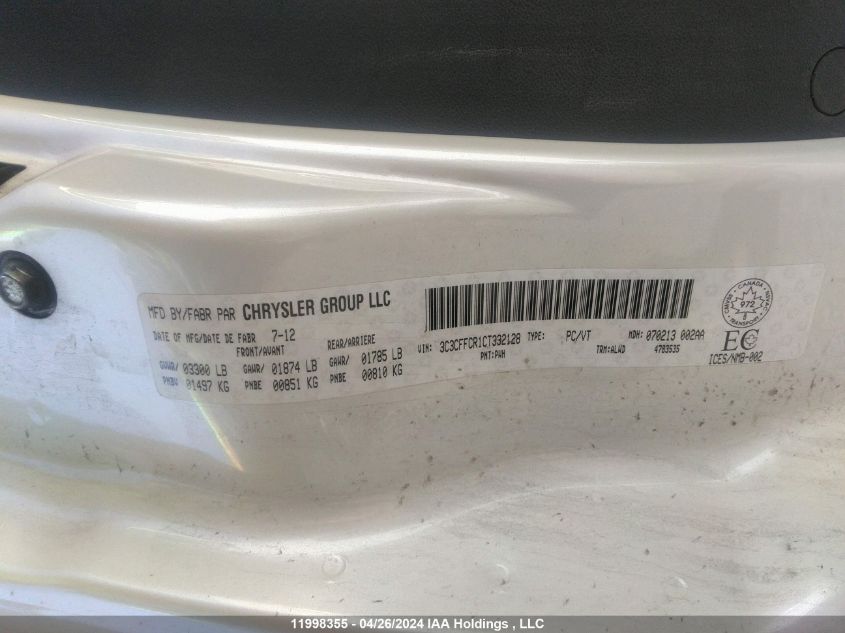 MFD BY/FABR PAR CHRYSLER GROUP LLC
DATE OF MFG/DATE DE FABR 7-12
FRONT/AVANT REAR/ARRIERE
GVWR/ 03300 LB GAWR/ 01874 LB GAWR/ 01785 LB
PNBV 01497 KG PNBE 00851 KG PNBE 00810 KG
VIN: 3C3CFFCR1CT332128 TYPE: PC/VT MDH: 070213 002AA
PNT:PWH TRM:ALWD 4783535
CANADA
972
TRANSPORT
EC
ICES/NMB-002
11998355 - 04/26/2024 IAA Holdings , LLC